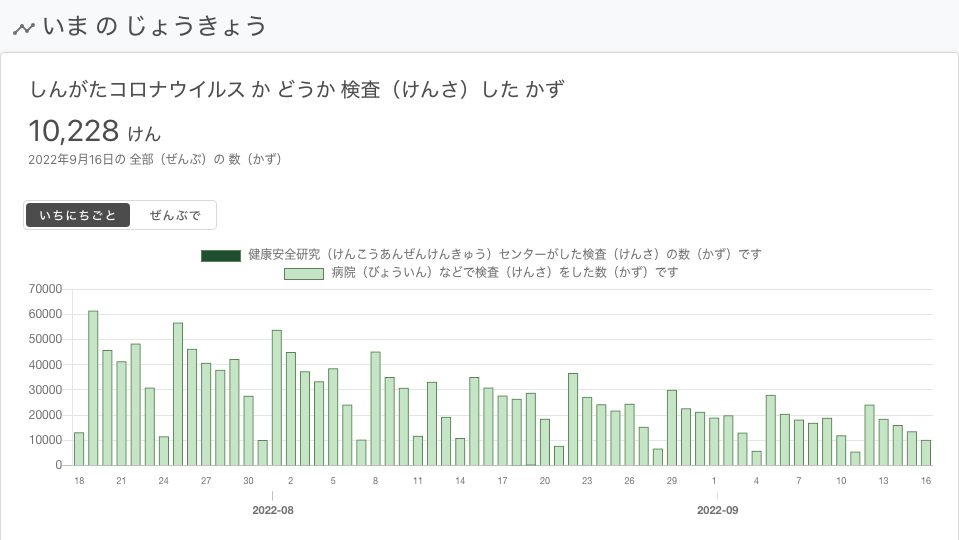 いま の じょうきょう
しんがたコロナウイルス か どうか 検査（けんさ）した かず
10,228 けん
2022年9月16日の 全部（ぜんぶ）の 数（かず）
いちにちごと ぜんぶで
健康安全研究（けんこうあんぜんけんきゅう）センターがした検査（けんさ）の数（かず）です
病院（びょういん）などで検査（けんさ）をした数（かず）です
70000
60000
50000
40000
30000
20000
10000
0
18 21 24 27 30 2 5 8 11 14 17 20 23 26 29 1 4 7 10 13 16
2022-08 2022-09